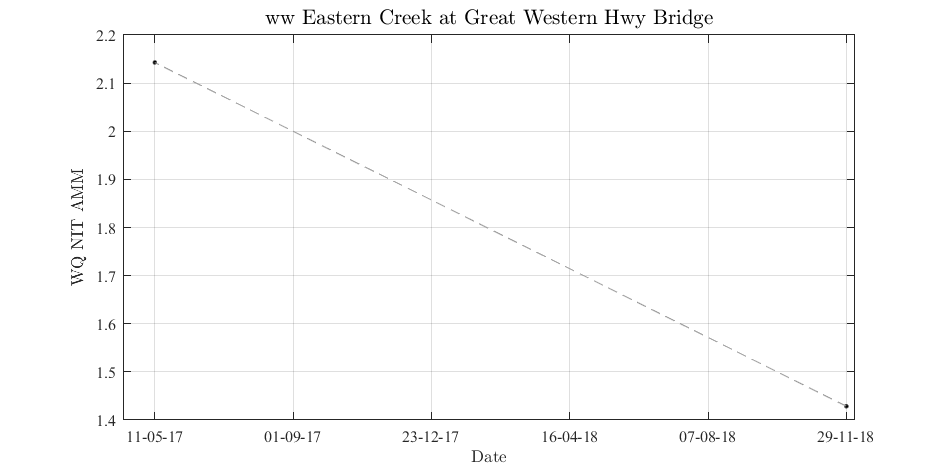 ww Eastern Creek at Great Western Hwy Bridge
2.2
2.1
2
1.9
1.8
1.7
1.6
1.5
1.4
WQ NIT AMM
11-05-17 01-09-17 23-12-17 16-04-18 07-08-18 29-11-18
Date